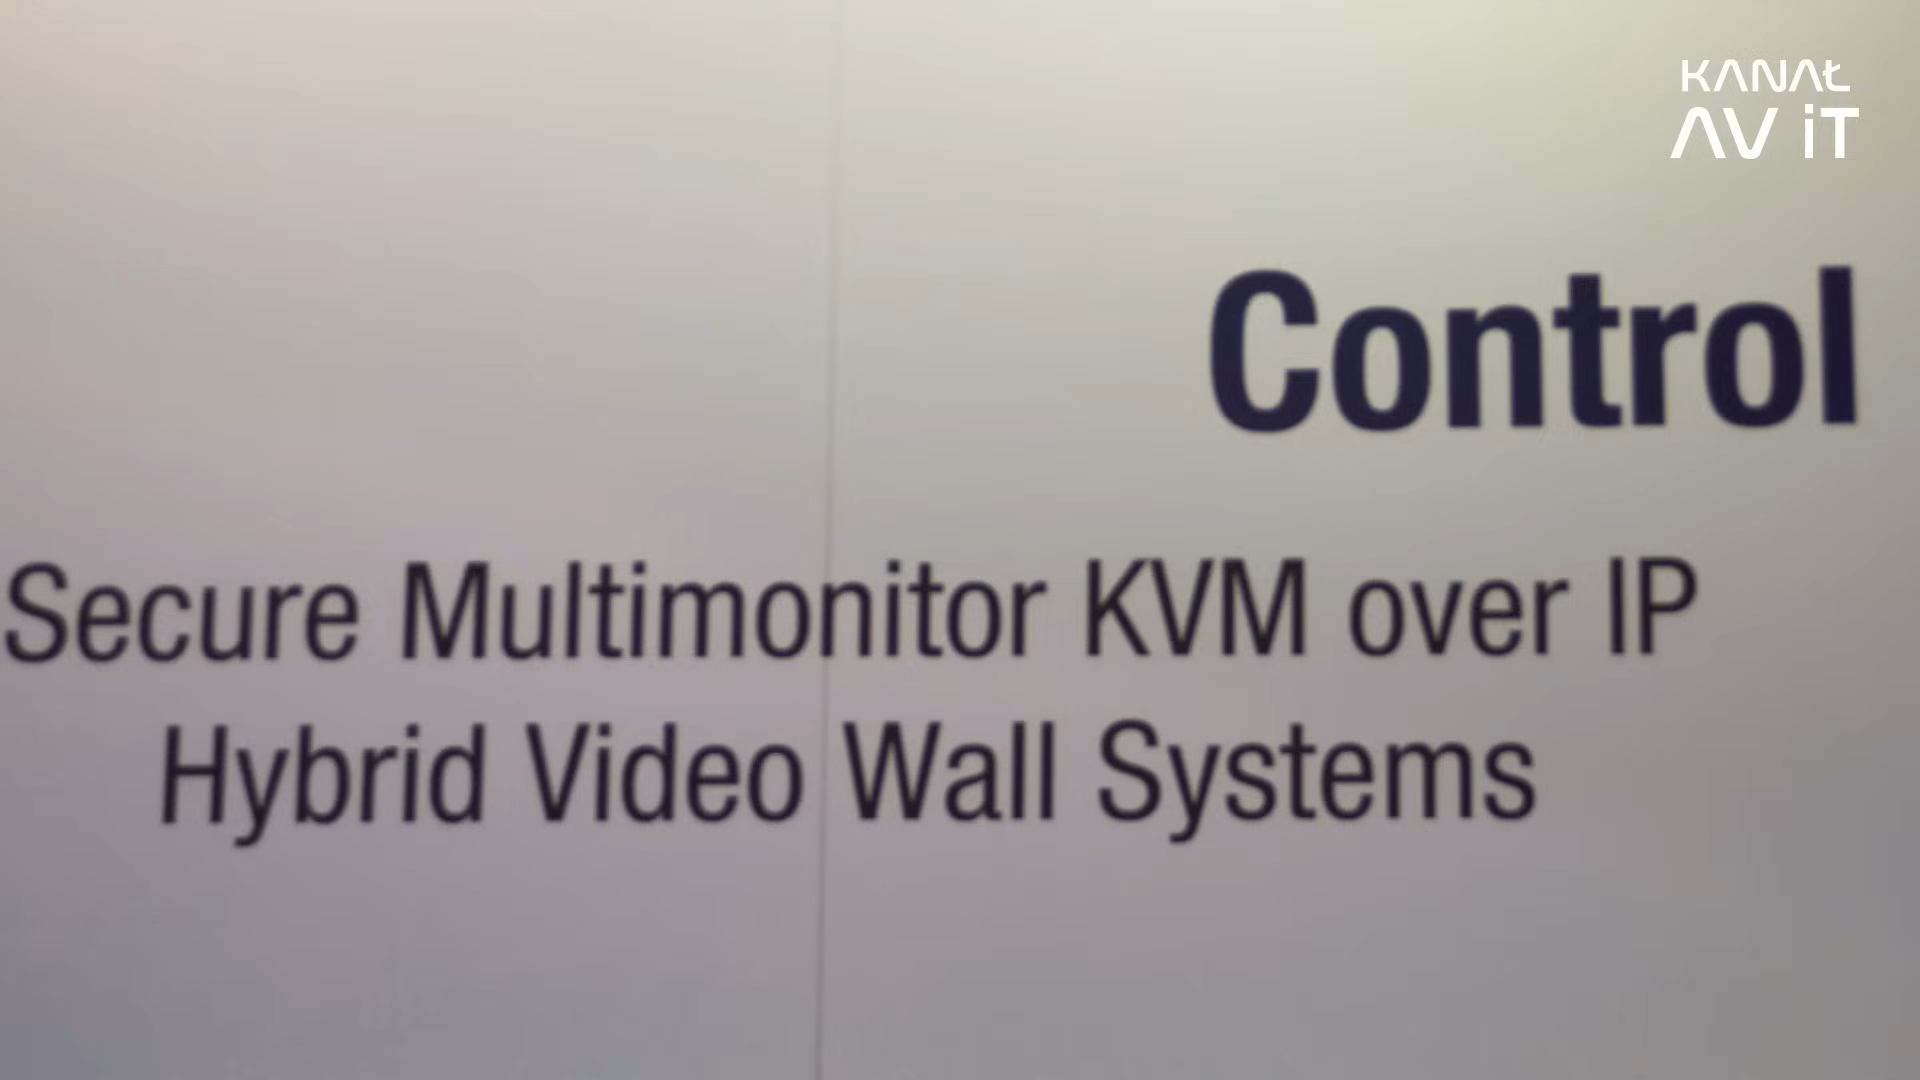 KANAŁ
AV iT
Control
Secure Multimonitor KVM over IP
Hybrid Video Wall Systems